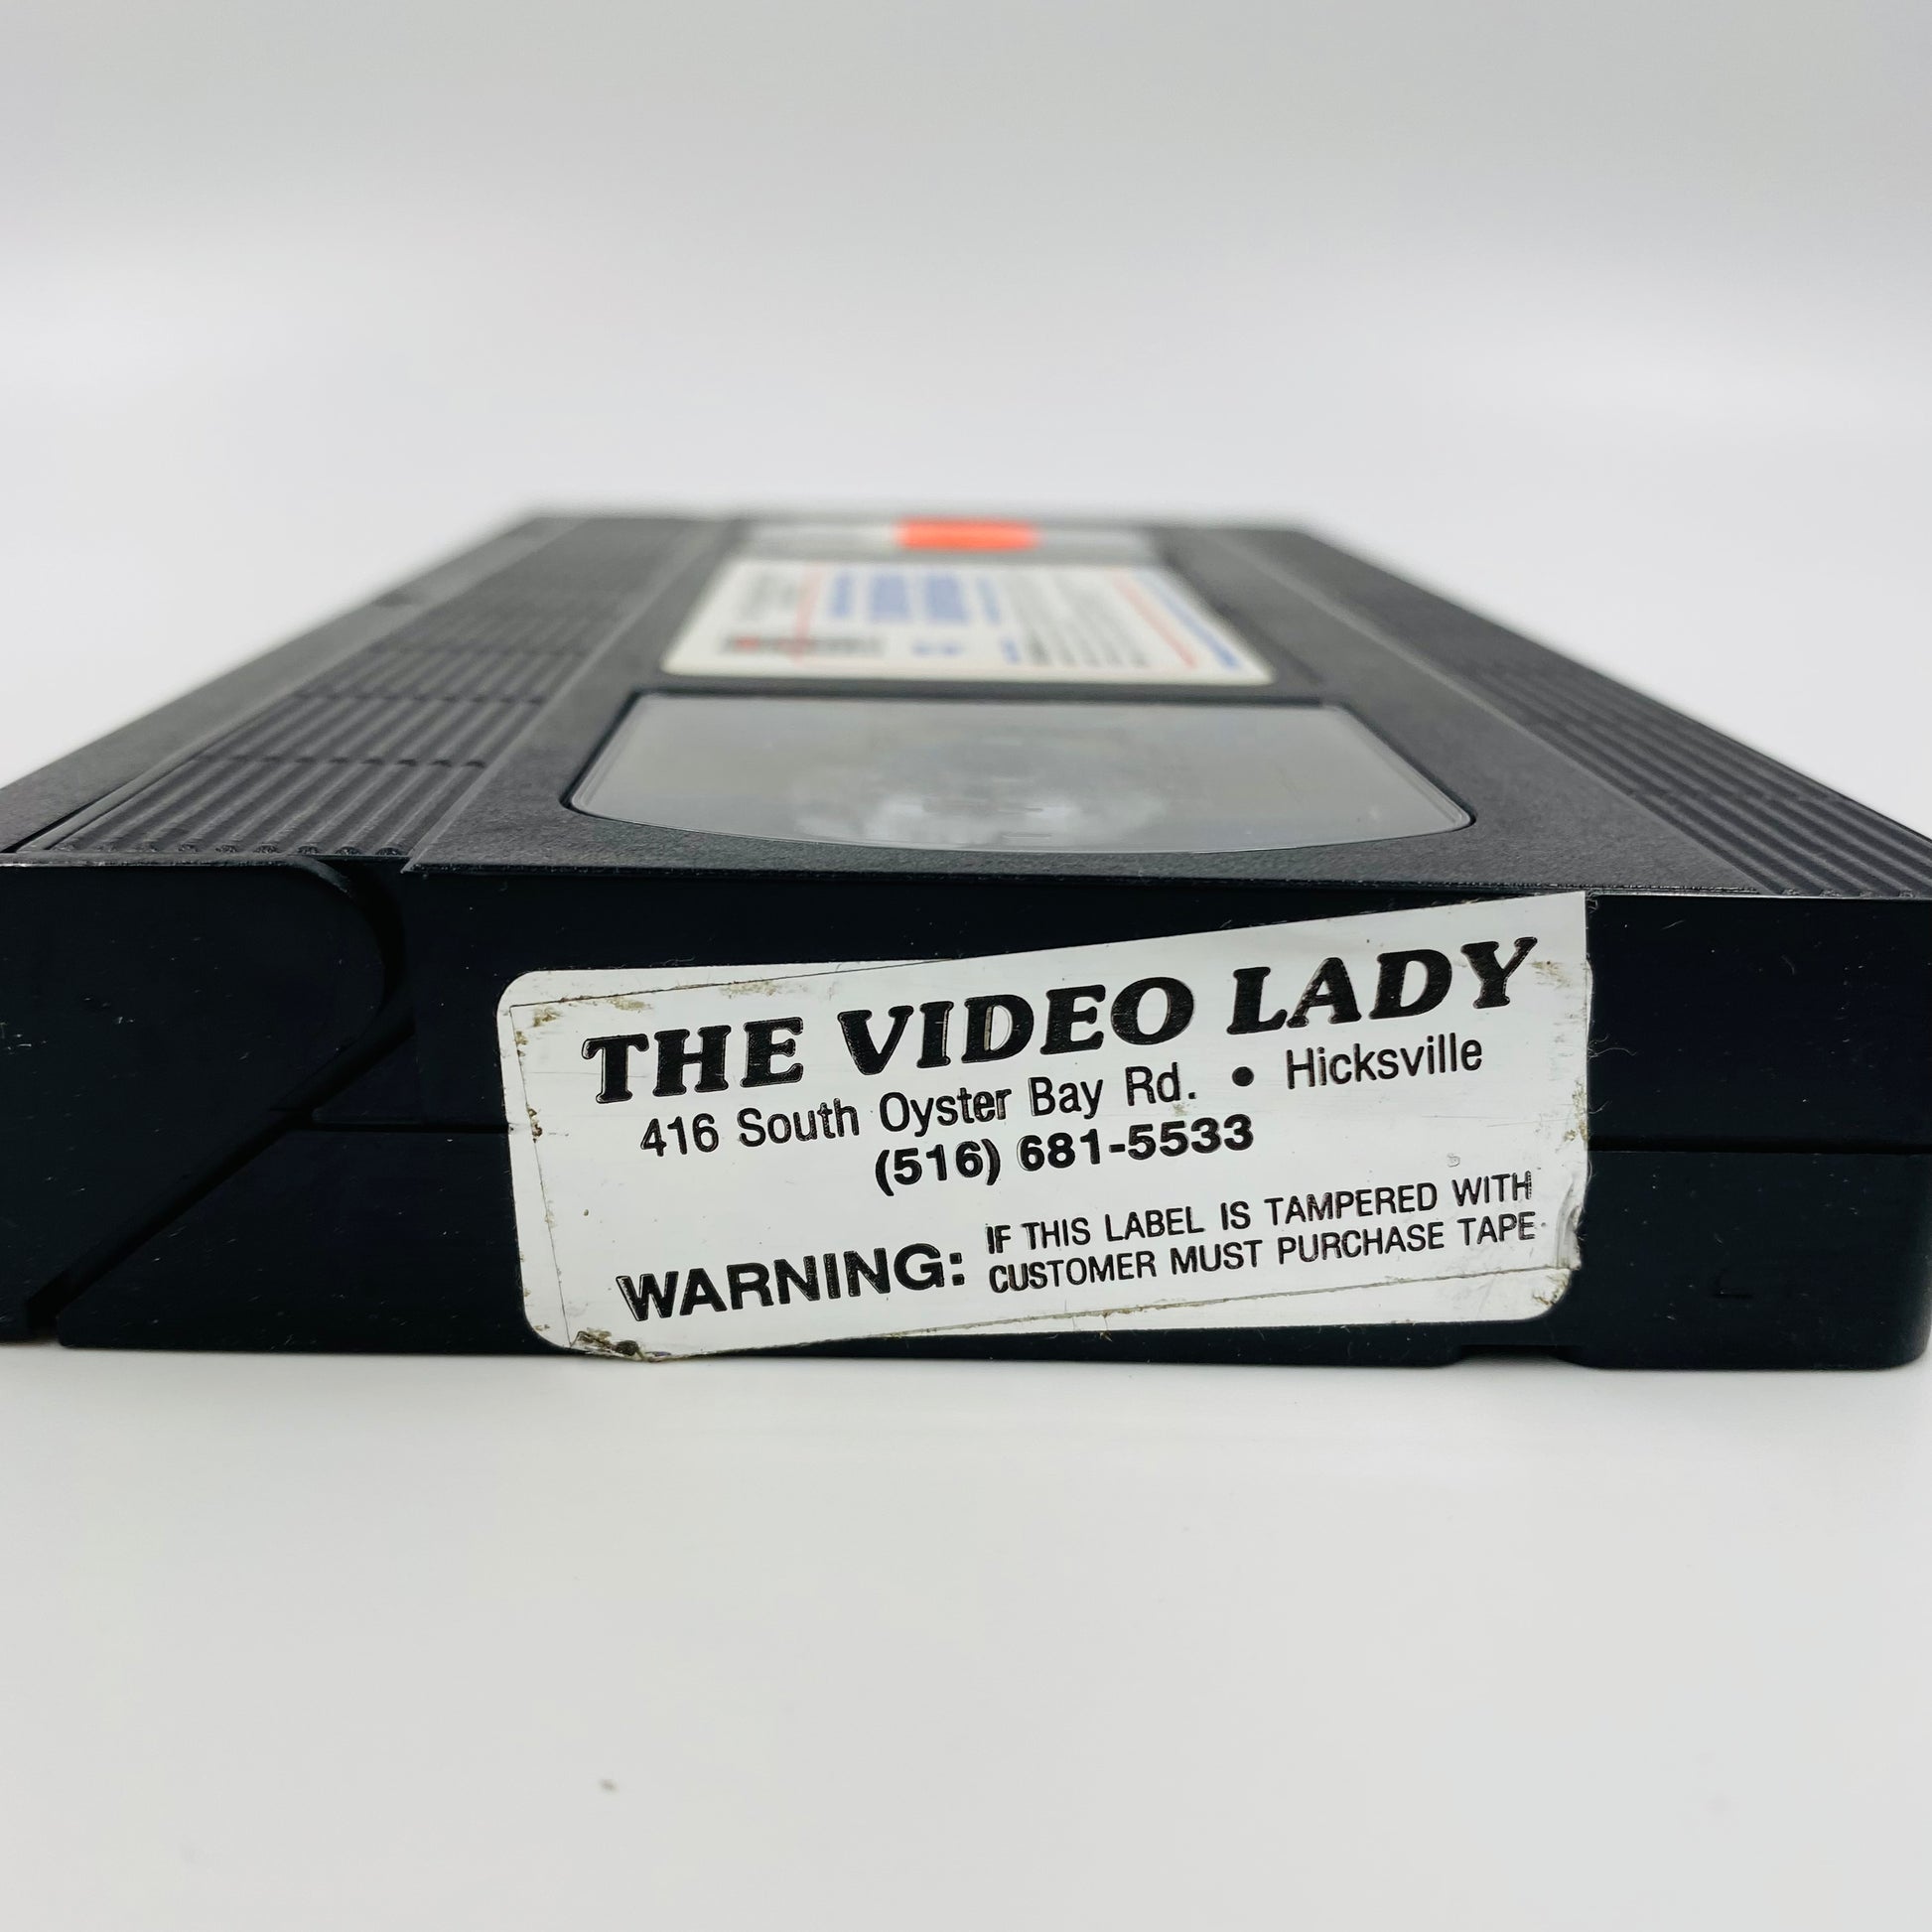 THE VIDEO LADY
416 South Oyster Bay Rd. • Hicksville
(516) 681-5533
WARNING: IF THIS LABEL IS TAMPERED WITH
CUSTOMER MUST PURCHASE TAPE